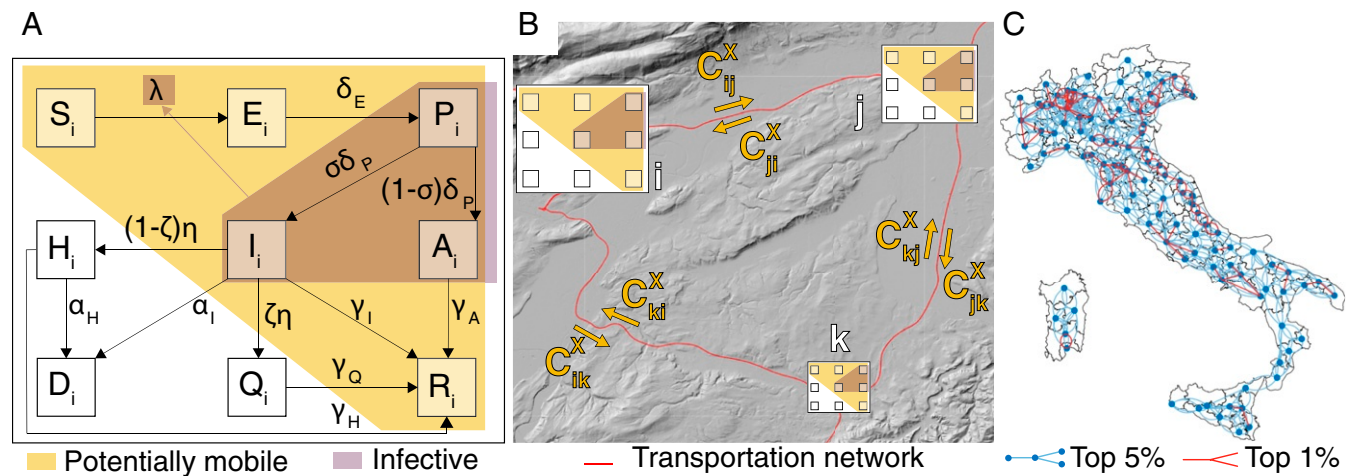 A
B
C
λ
S_i
E_i
P_i
δ_E
σδ_P
(1-σ)δ_P
H_i
(1-ζ)η
I_i
A_i
α_H
α_I
ζη
γ_I
γ_A
D_i
Q_i
γ_Q
R_i
γ_H
Potentially mobile
Infective
C^X_ij
C^X_ji
i
j
C^X_kj
C^X_jk
C^X_ki
C^X_ik
k
Transportation network
Top 5%
Top 1%